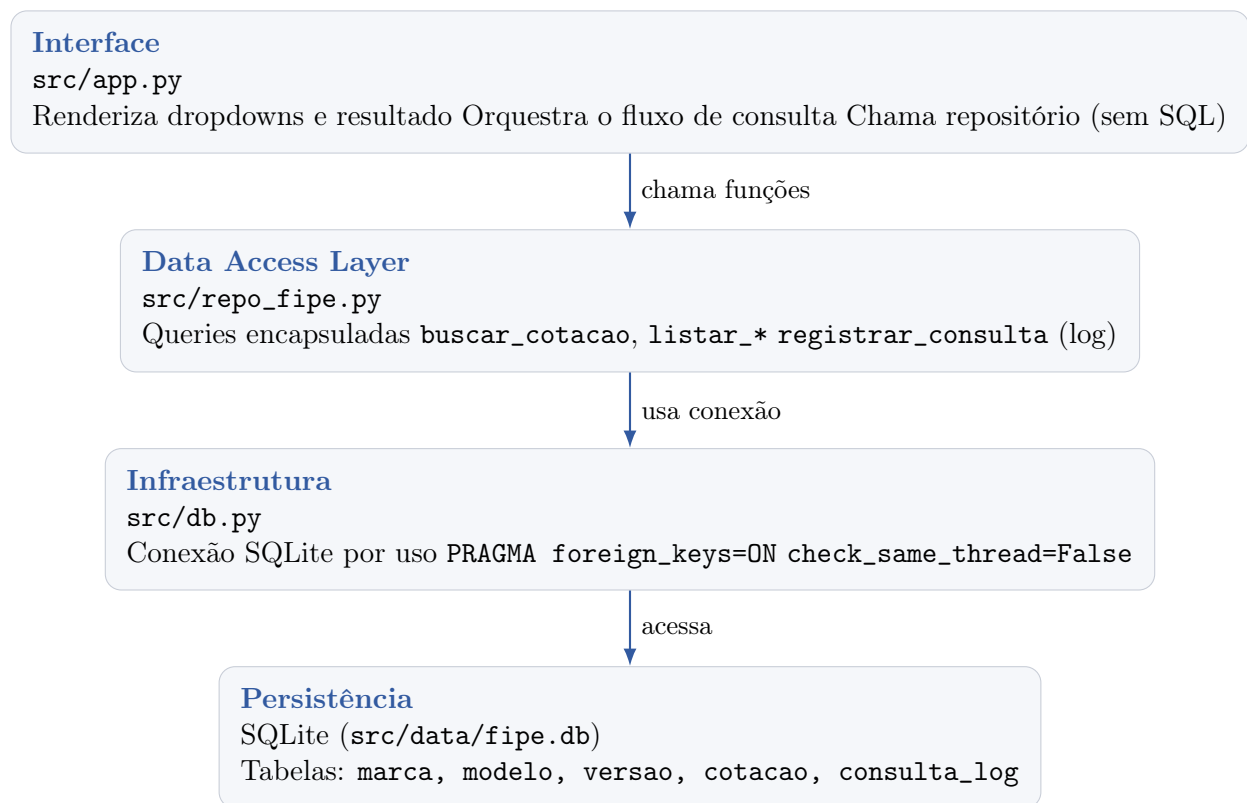 Interface
src/app.py
Renderiza dropdowns e resultado Orquestra o fluxo de consulta Chama repositório (sem SQL)
chama funções
Data Access Layer
src/repo_fipe.py
Queries encapsuladas buscar_cotacao, listar_* registrar_consulta (log)
usa conexão
Infraestrutura
src/db.py
Conexão SQLite por uso PRAGMA foreign_keys=ON check_same_thread=False
acessa
Persistência
SQLite (src/data/fipe.db)
Tabelas: marca, modelo, versao, cotacao, consulta_log